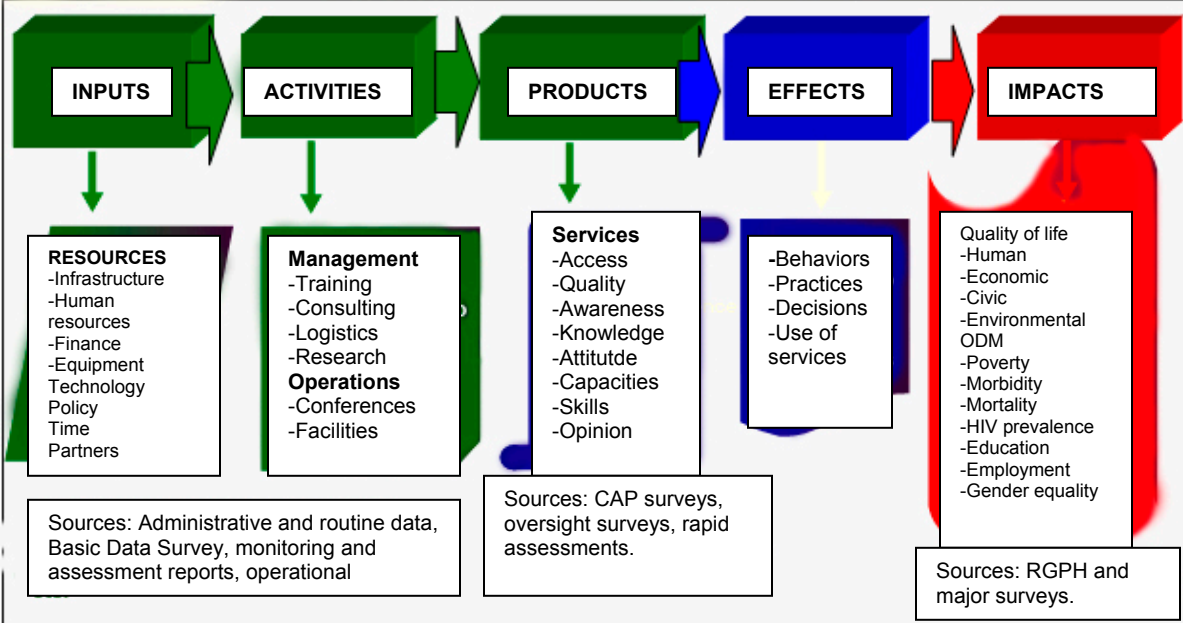 INPUTS
ACTIVITIES
PRODUCTS
EFFECTS
IMPACTS
RESOURCES
-Infrastructure
-Human
resources
-Finance
-Equipment
Technology
Policy
Time
Partners
Management
-Training
-Consulting
-Logistics
-Research
Operations
-Conferences
-Facilities
Services
-Access
-Quality
-Awareness
-Knowledge
-Attitutde
-Capacities
-Skills
-Opinion
-Behaviors
-Practices
-Decisions
-Use of
services
Quality of life
-Human
-Economic
-Civic
-Environmental
ODM
-Poverty
-Morbidity
-Mortality
-HIV prevalence
-Education
-Employment
-Gender equality
Sources: Administrative and routine data,
Basic Data Survey, monitoring and
assessment reports, operational
Sources: CAP surveys,
oversight surveys, rapid
assessments.
Sources: RGPH and
major surveys.